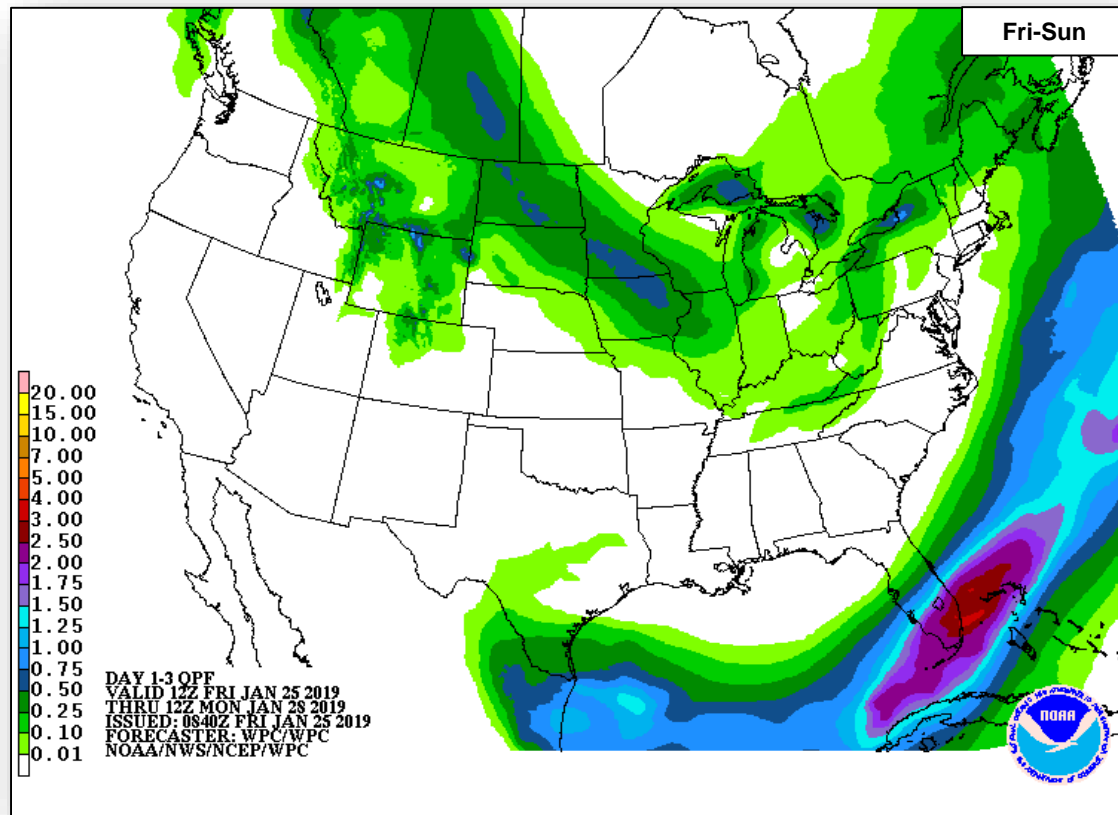 Fri-Sun
20.00
15.00
10.00
7.00
5.00
4.00
3.00
2.50
2.00
1.75
1.50
1.25
1.00
0.75
0.50
0.25
0.10
0.01
DAY 1-3 QPF
VALID 12Z FRI JAN 25 2019
THRU 12Z MON JAN 28 2019
ISSUED: 0840Z FRI JAN 25 2019
FORECASTER: WPC/WPC
NOAA/NWS/NCEP/WPC
NOAA